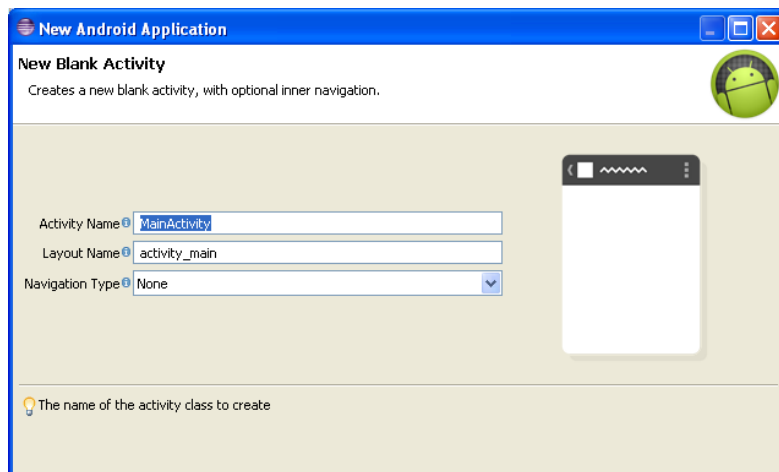 New Android Application
New Blank Activity
Creates a new blank activity, with optional inner navigation.
Activity Name MainActivity
Layout Name activity_main
Navigation Type None
The name of the activity class to create